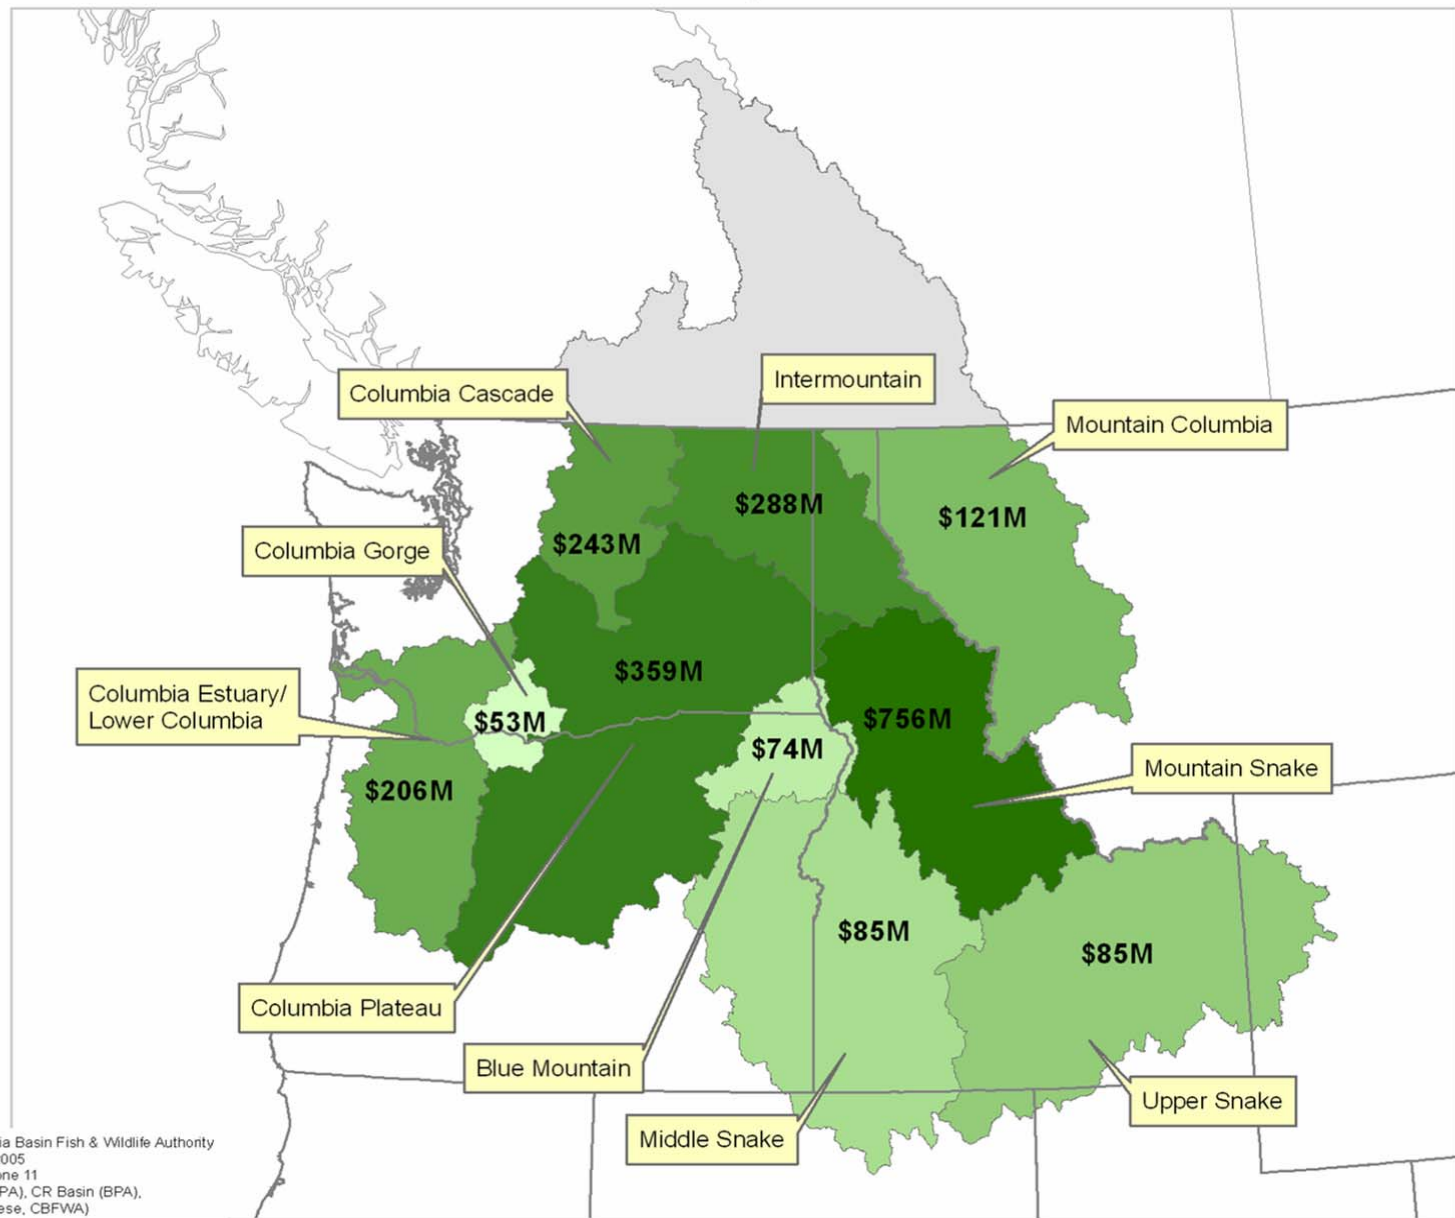 Intermountain
Columbia Cascade
Mountain Columbia
$288M
$121M
$243M
Columbia Gorge
$359M
Columbia Estuary/
Lower Columbia
$53M
$756M
$74M
Mountain Snake
$206M
$85M
$85M
Columbia Plateau
Blue Mountain
Upper Snake
Middle Snake
ia Basin Fish & Wildlife Authority
005
one 11
PA), CR Basin (BPA),
ese, CBFWA)